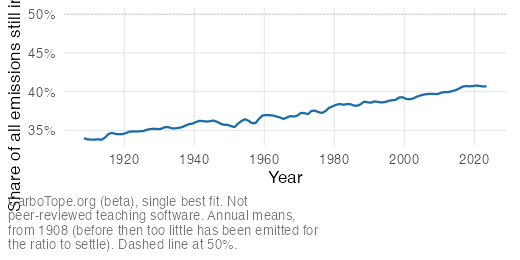 Share of all emissions still in
50%
45%
40%
35%
1920 1940 1960 1980 2000 2020
Year
CarboTope.org (beta), single best fit. Not
peer-reviewed teaching software. Annual means,
from 1908 (before then too little has been emitted for
the ratio to settle). Dashed line at 50%.